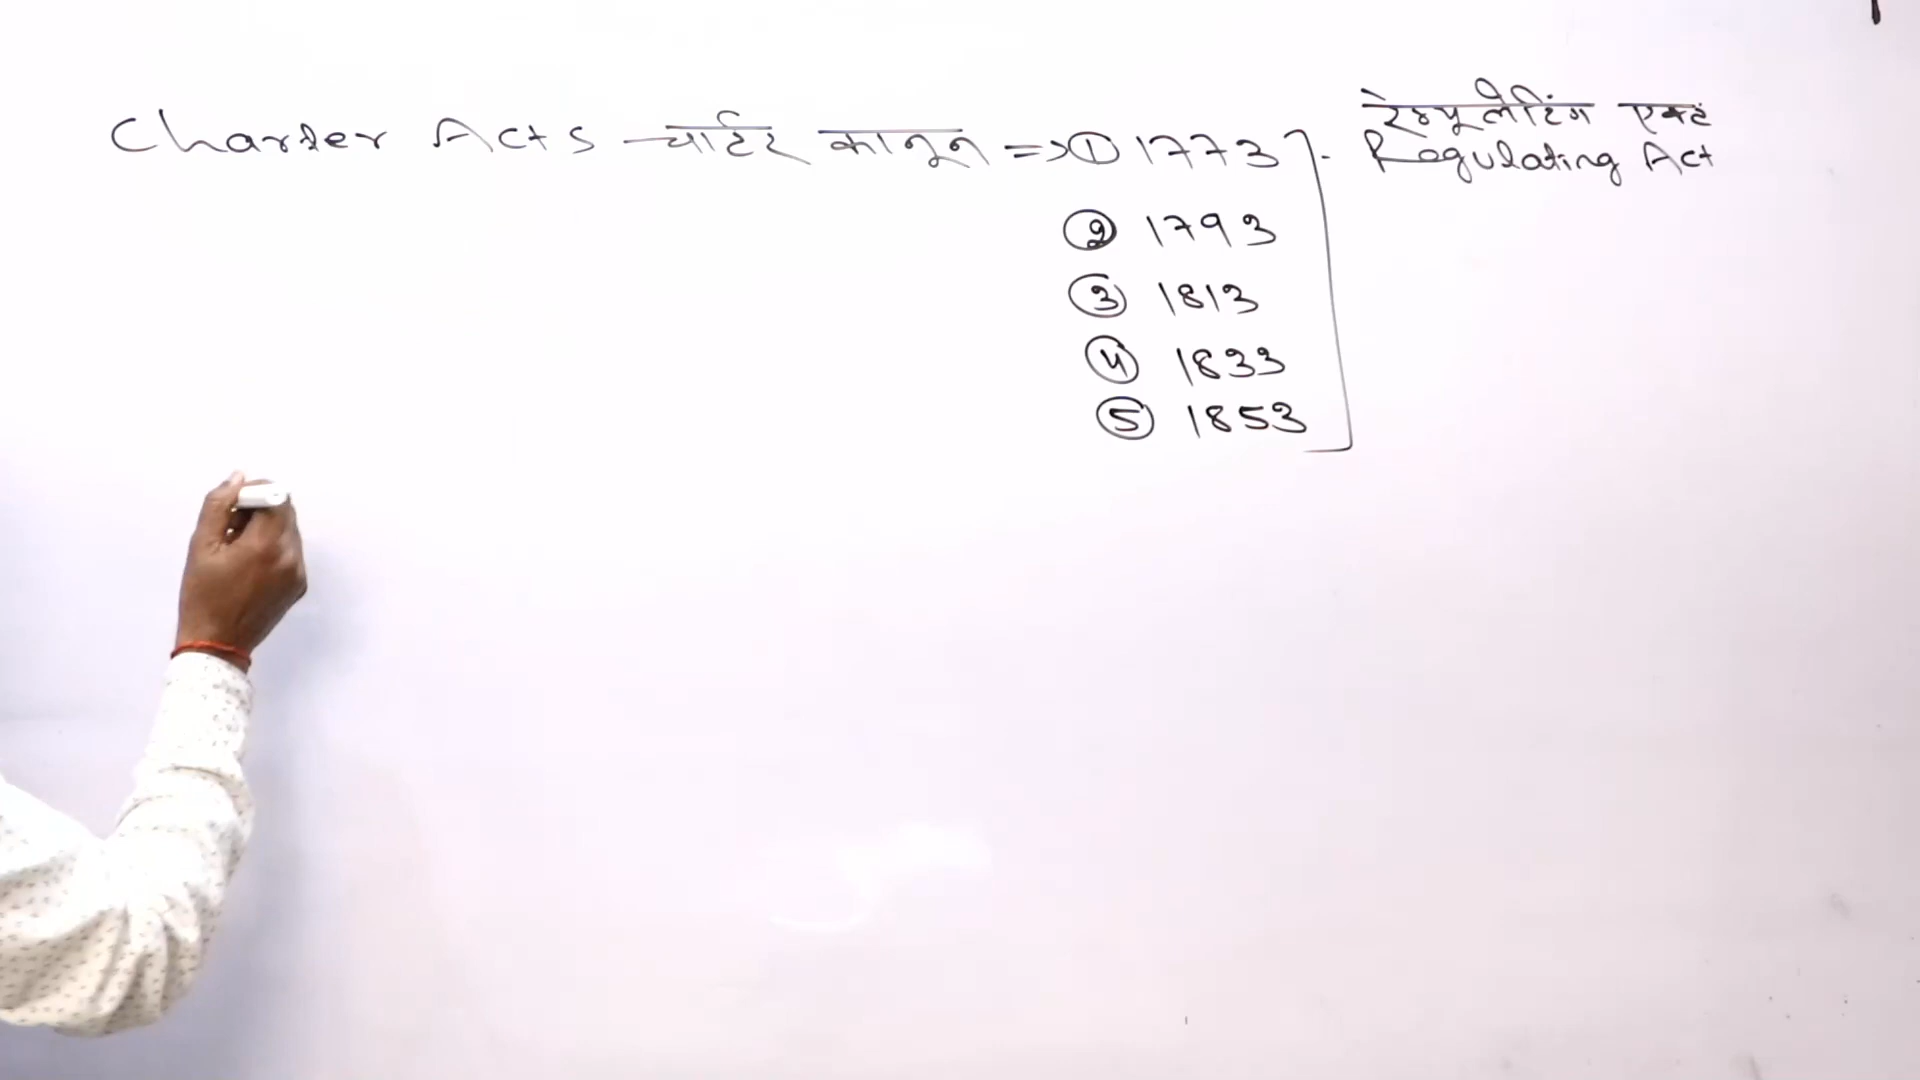 Charter Acts - चार्टर कानून => ① 1773
रेग्यूलेटिंग एक्ट
Regulating Act
② 1793
③ 1813
④ 1833
⑤ 1853